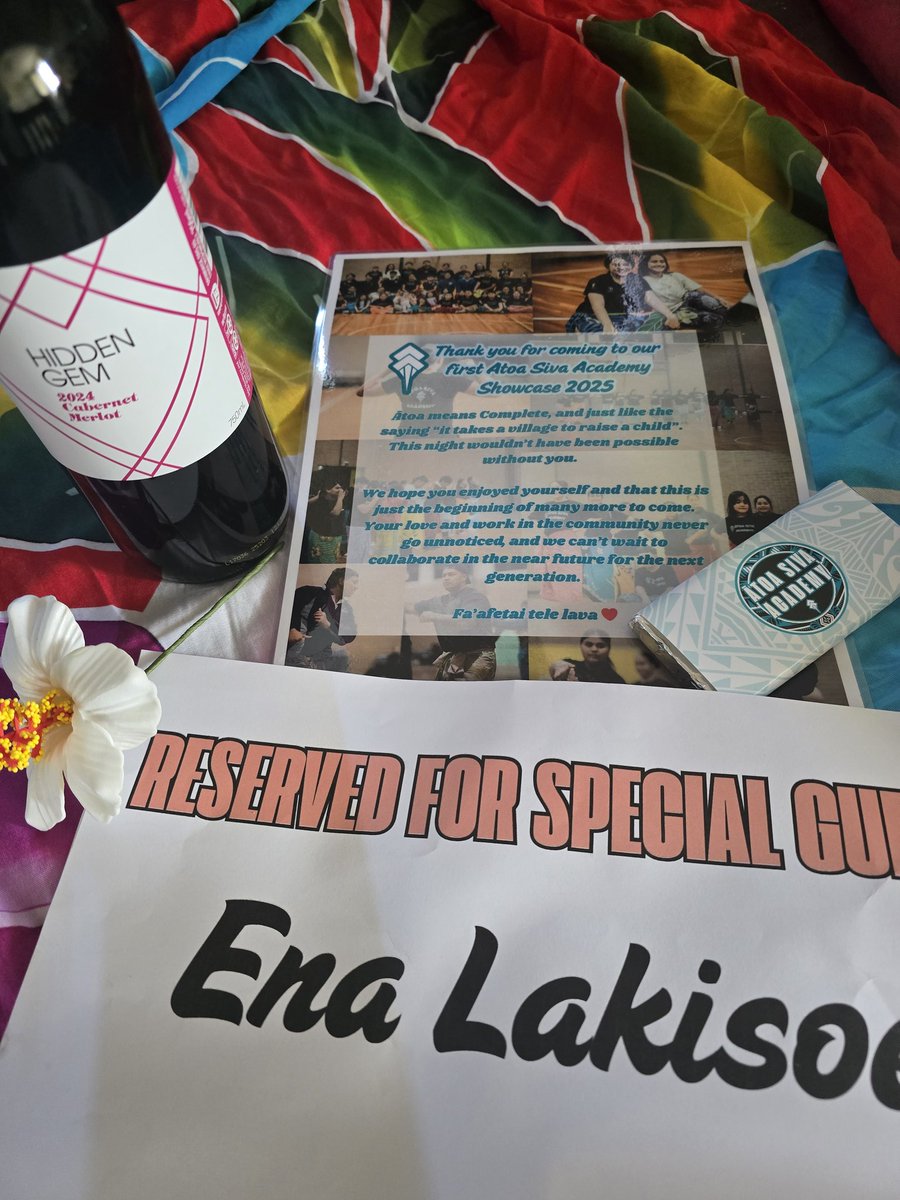 HIDDEN
GEM
2024
Cabernet
Merlot
750ml
Thank you for coming to our
first Atoa Siva Academy
Showcase 2025
Ātoa means Complete, and just like the
saying "it takes a village to raise a child".
This night wouldn't have been possible
without you.
We hope you enjoyed yourself and that this is
just the beginning of many more to come.
Your love and work in the community never
go unnoticed, and we can't wait to
collaborate in the near future for the next
generation.
Fa'afetai tele lava
ATOA SIVA
ACADEMY
RESERVED FOR SPECIAL GU
Ena Lakisoe